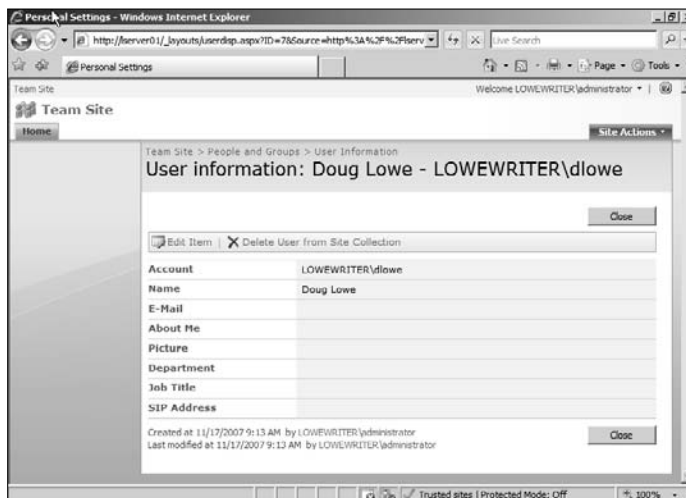 Personal Settings - Windows Internet Explorer
http://lserver01/_layouts/userdisp.aspx?ID=7&Source=http%3A%2F%2Flserv
Live Search
Personal Settings
Page
Tools
Team Site
Welcome LOWEWRITER\administrator
Team Site
Home
Site Actions
Team Site > People and Groups > User Information
User information: Doug Lowe - LOWEWRITER\dlowe
Close
Edit Item | Delete User from Site Collection
Account LOWEWRITER\dlowe
Name Doug Lowe
E-Mail
About Me
Picture
Department
Job Title
SIP Address
Created at 11/17/2007 9:13 AM by LOWEWRITER\administrator
Last modified at 11/17/2007 9:13 AM by LOWEWRITER\administrator
Close
Trusted sites | Protected Mode: Off
100%